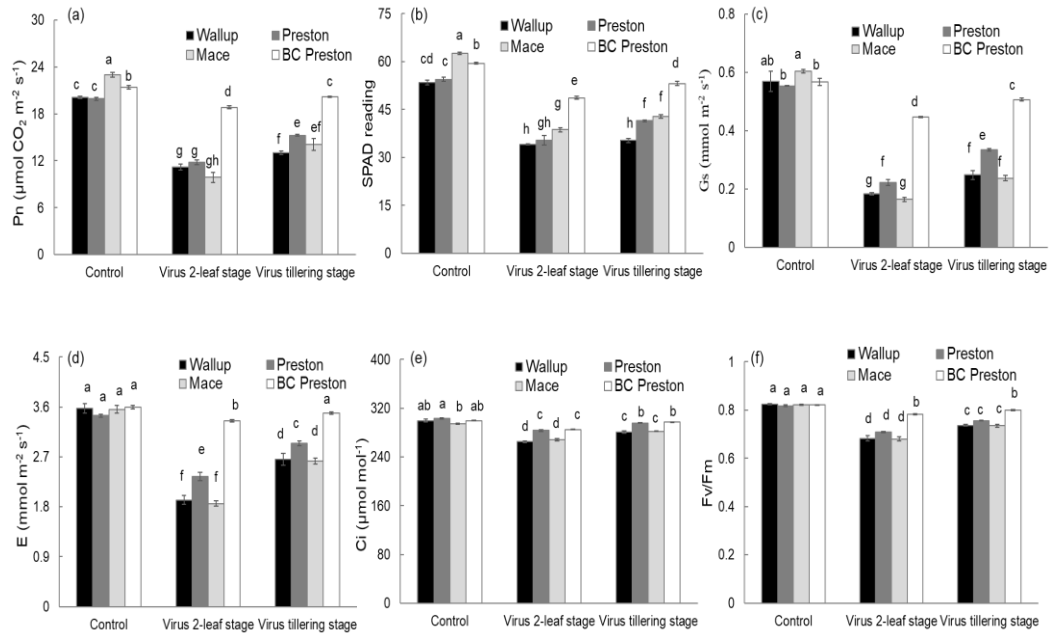 (a)
Wallup Preston
Mace BC Preston
30
24
18
12
6
0
Pn (µmol CO2 m-2 s-1)
c c a b
g g gh d
f e ef c
Control Virus 2-leaf stage Virus tillering stage
(b)
Wallup Preston
Mace BC Preston
75
60
45
30
15
0
SPAD reading
cd c a b
h gh g e
h f f d
Control Virus 2-leaf stage Virus tillering stage
(c)
Wallup Preston
Mace BC Preston
0.8
0.6
0.4
0.2
0
Gs (mmol m-2 s-1)
ab b a b
g f g d
f e f c
Control Virus 2-leaf stage Virus tillering stage
(d)
Wallup Preston
Mace BC Preston
4.5
3.6
2.7
1.8
0.9
0
E (mmol m-2 s-1)
a a a a
f e f b
d c d a
Control Virus 2-leaf stage Virus tillering stage
(e)
Wallup Preston
Mace BC Preston
400
320
240
160
80
0
Ci (µmol mol-1)
ab a b ab
d c d c
c b c b
Control Virus 2-leaf stage Virus tillering stage
(f)
Wallup Preston
Mace BC Preston
1
0.8
0.6
0.4
0.2
0
Fv/Fm
a a a a
d d d b
c c c b
Control Virus 2-leaf stage Virus tillering stage